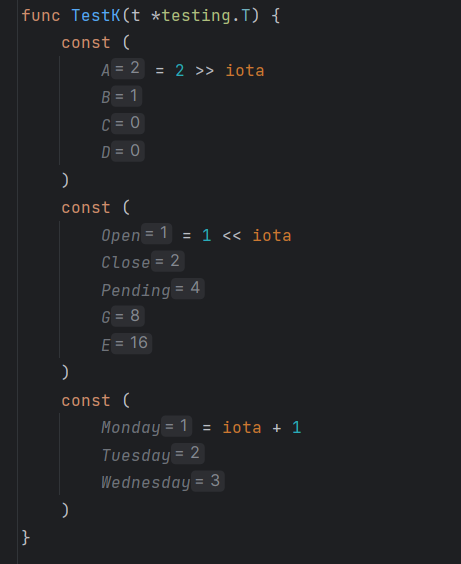 func TestK(t *testing.T) {
    const (
        A = 2 = 2 >> iota
        B = 1
        C = 0
        D = 0
    )
    const (
        Open = 1 = 1 << iota
        Close = 2
        Pending = 4
        G = 8
        E = 16
    )
    const (
        Monday = 1 = iota + 1
        Tuesday = 2
        Wednesday = 3
    )
}